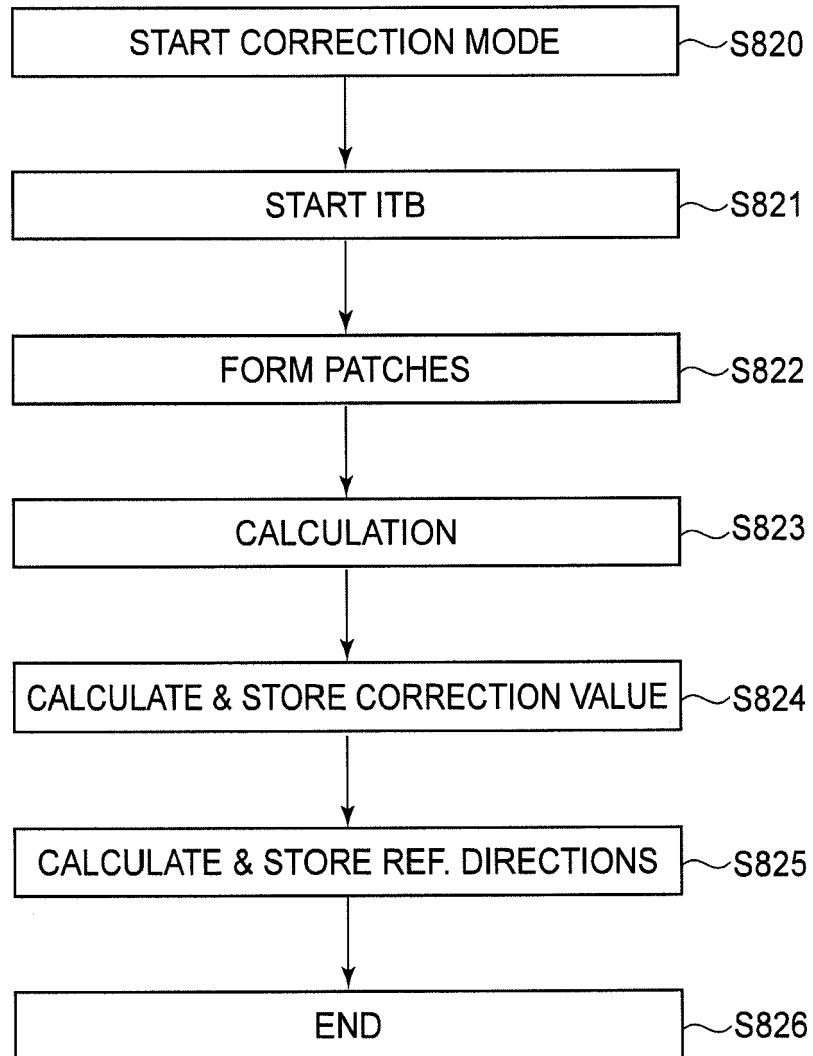 START CORRECTION MODE S820
START ITB S821
FORM PATCHES S822
CALCULATION S823
CALCULATE & STORE CORRECTION VALUE S824
CALCULATE & STORE REF. DIRECTIONS S825
END S826